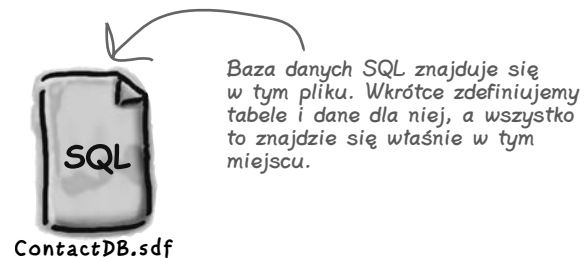 Baza danych SQL znajduje się
w tym pliku. Wkrótce zdefiniujemy
tabele i dane dla niej, a wszystko
to znajdzie się właśnie w tym
miejscu.
SQL
ContactDB.sdf